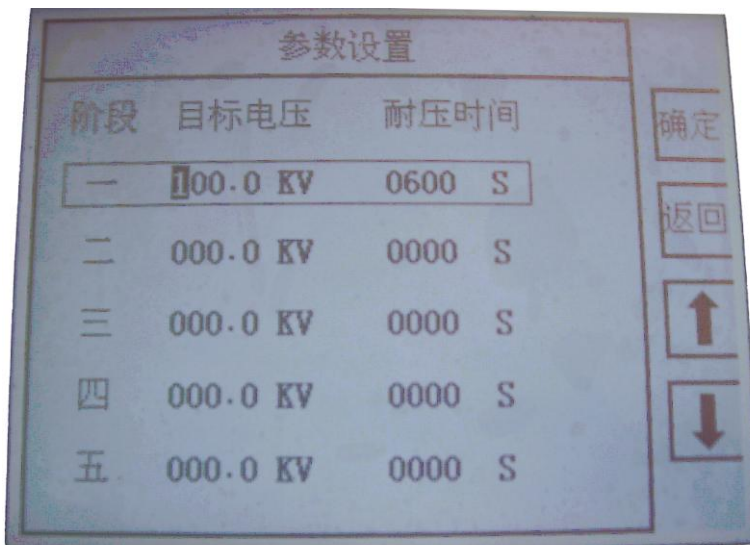 参数设置
阶段 目标电压 耐压时间
一 100.0 KV 0600 S
二 000.0 KV 0000 S
三 000.0 KV 0000 S
四 000.0 KV 0000 S
五 000.0 KV 0000 S
确定
返回